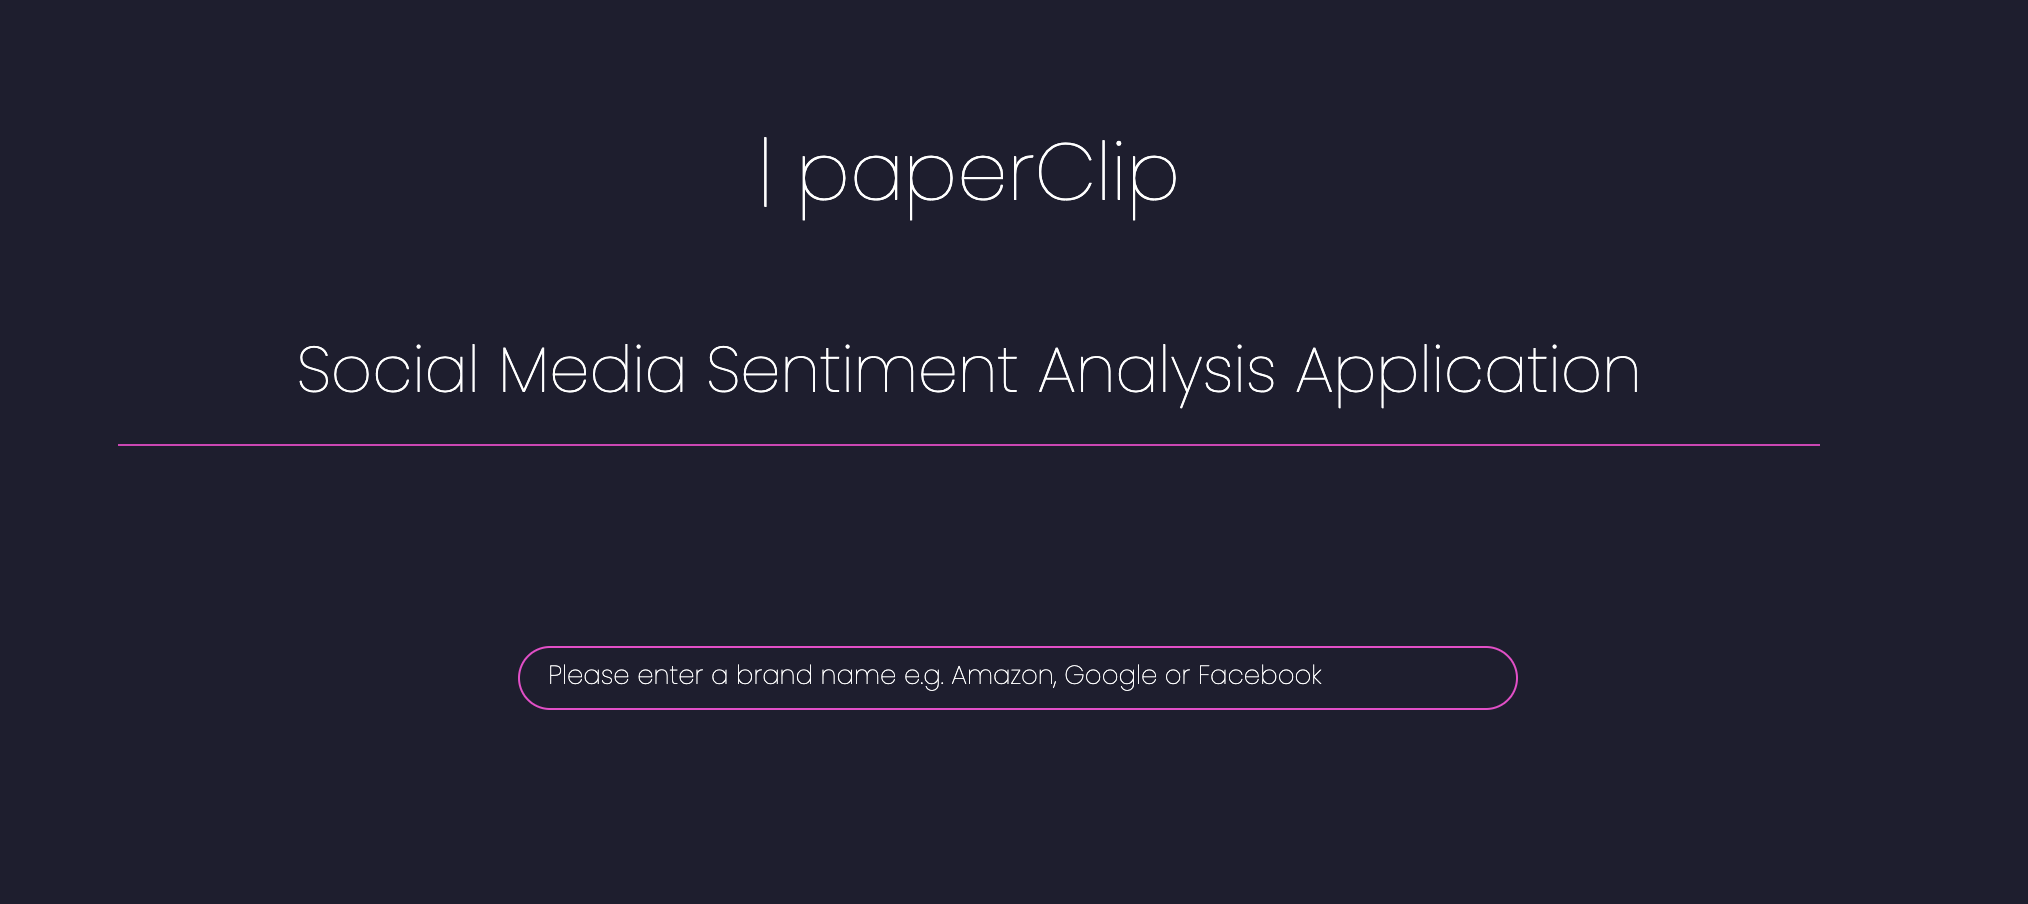 | paperClip
Social Media Sentiment Analysis Application
Please enter a brand name e.g. Amazon, Google or Facebook